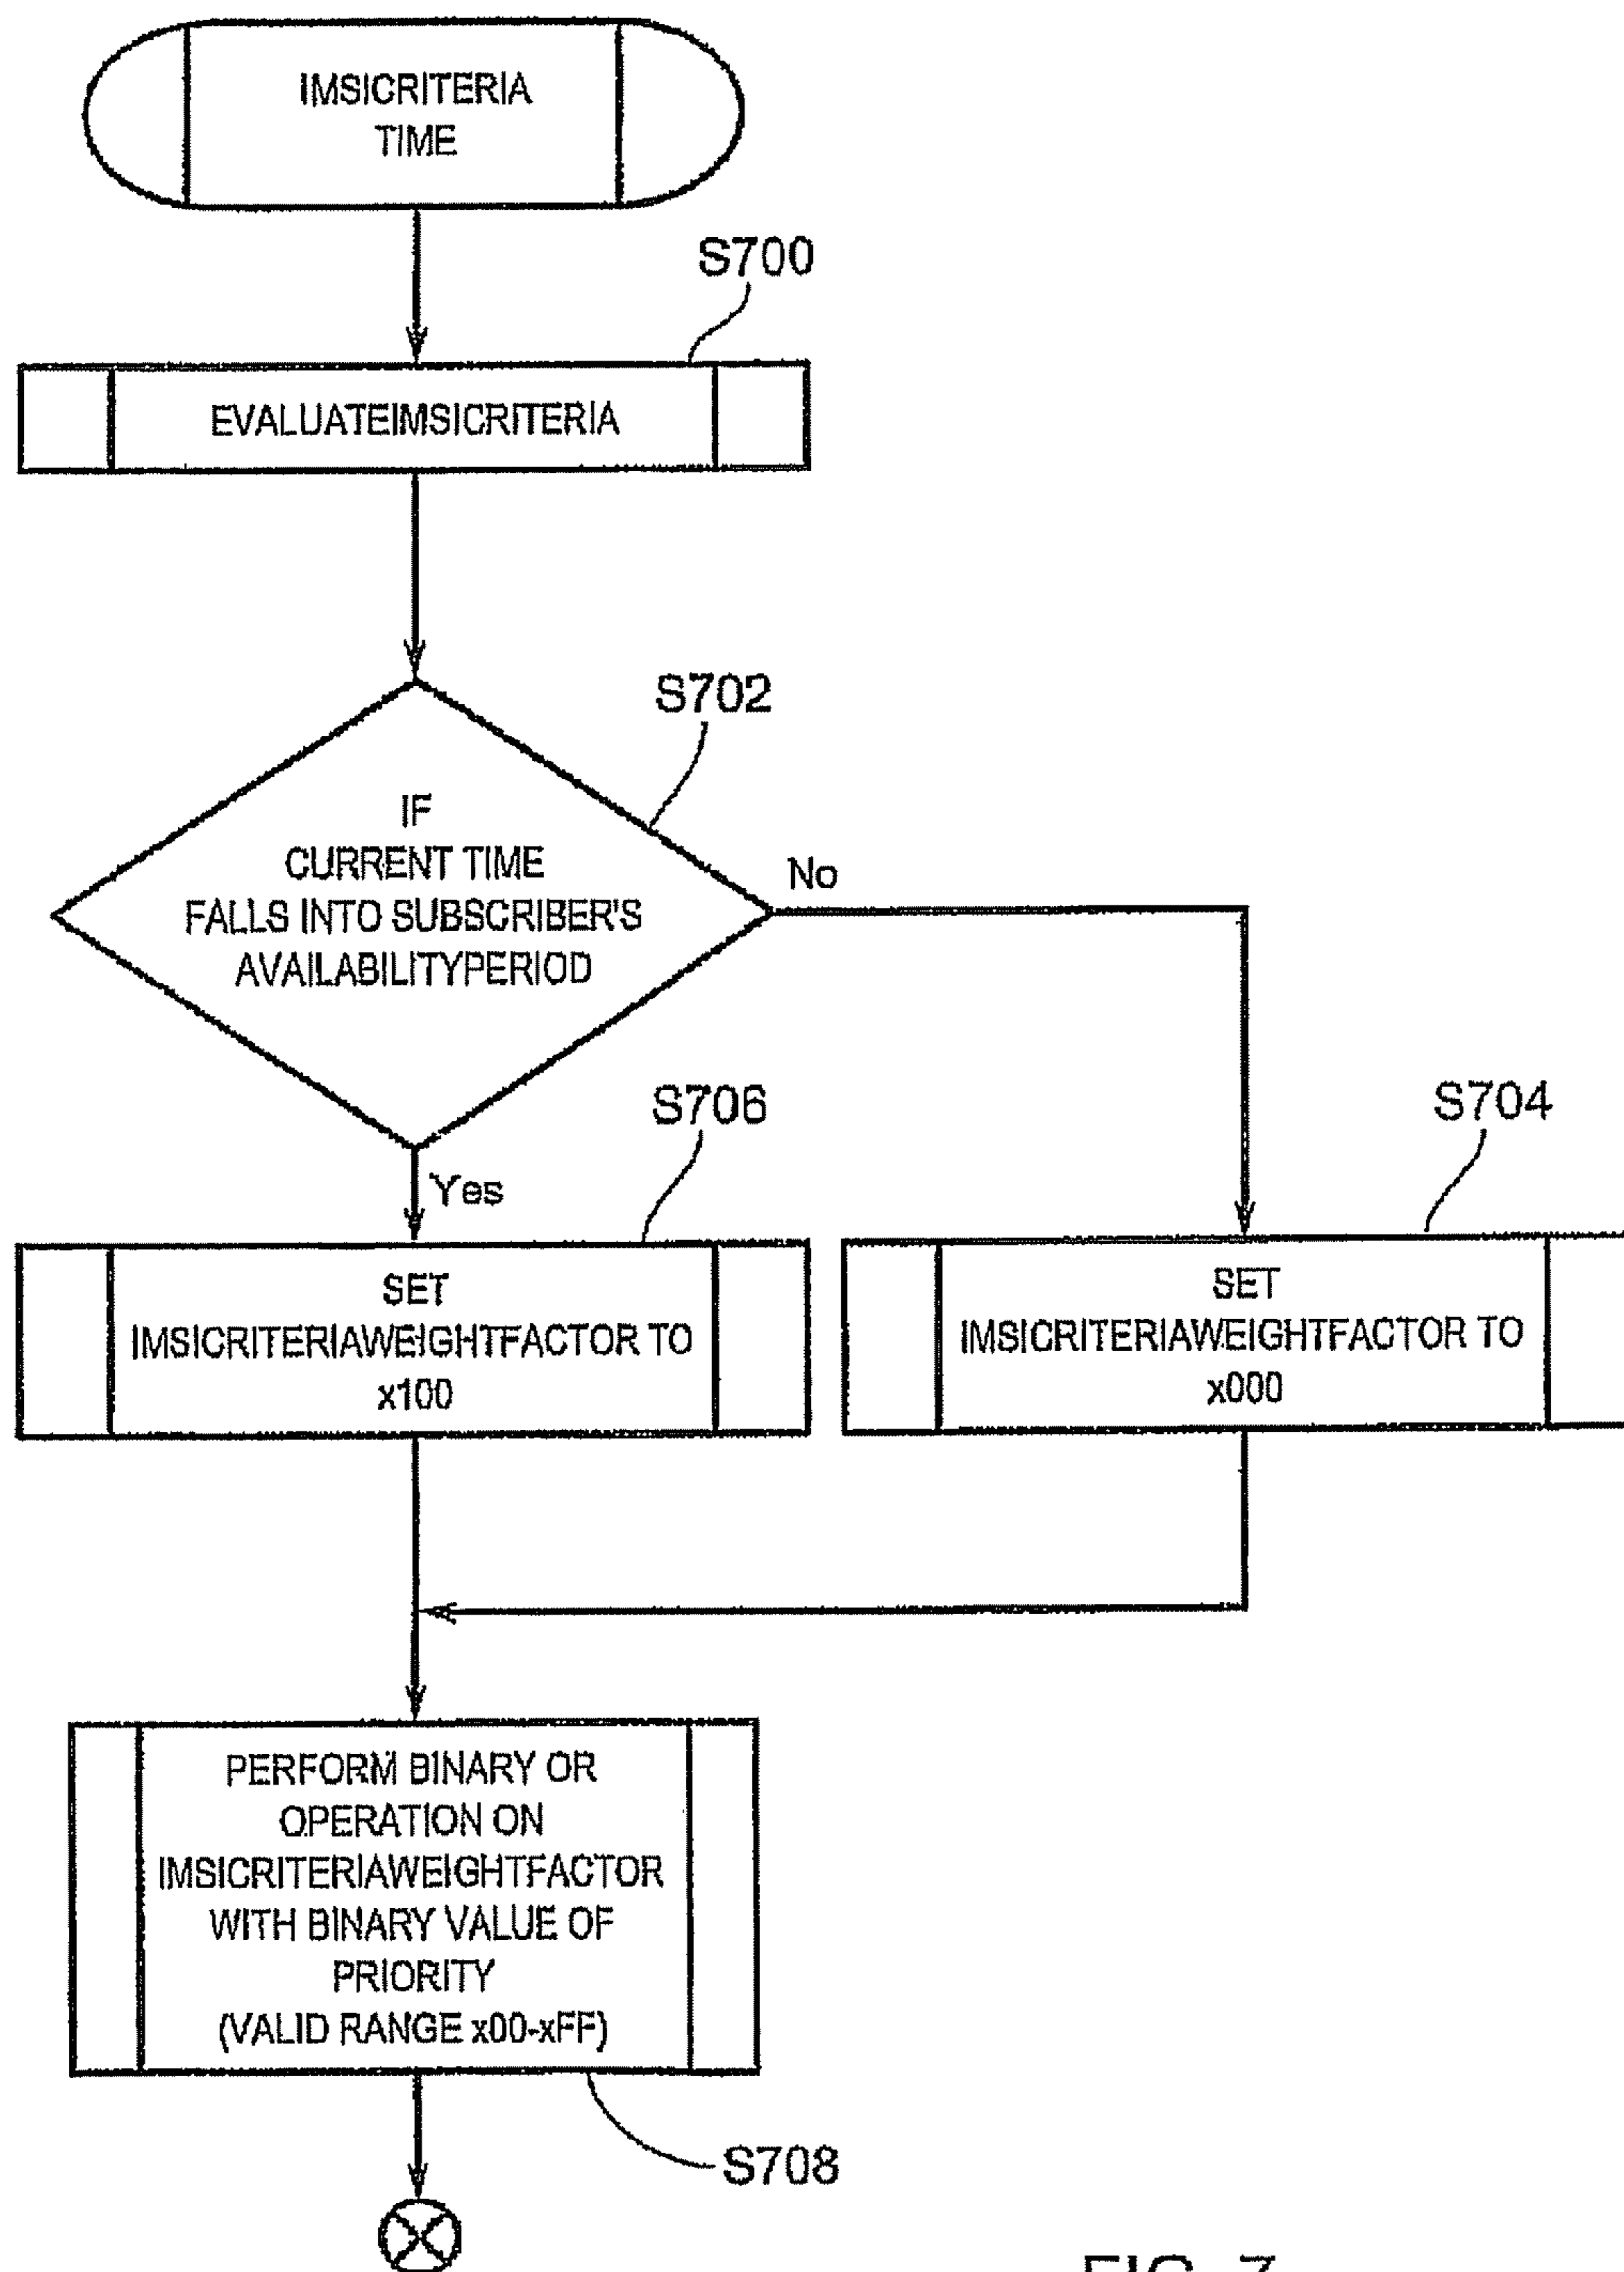 IMSICRITERIA
TIME
S700
EVALUATEIMSICRITERIA
S702
IF
CURRENT TIME
FALLS INTO SUBSCRIBER'S
AVAILABILITYPERIOD
No
Yes
S706
SET
IMSICRITERIAWEIGHTFACTOR TO
x100
S704
SET
IMSICRITERIAWEIGHTFACTOR TO
x000
PERFORM BINARY OR
OPERATION ON
IMSICRITERIAWEIGHTFACTOR
WITH BINARY VALUE OF
PRIORITY
(VALID RANGE x00-xFF)
S708
FIG. 7